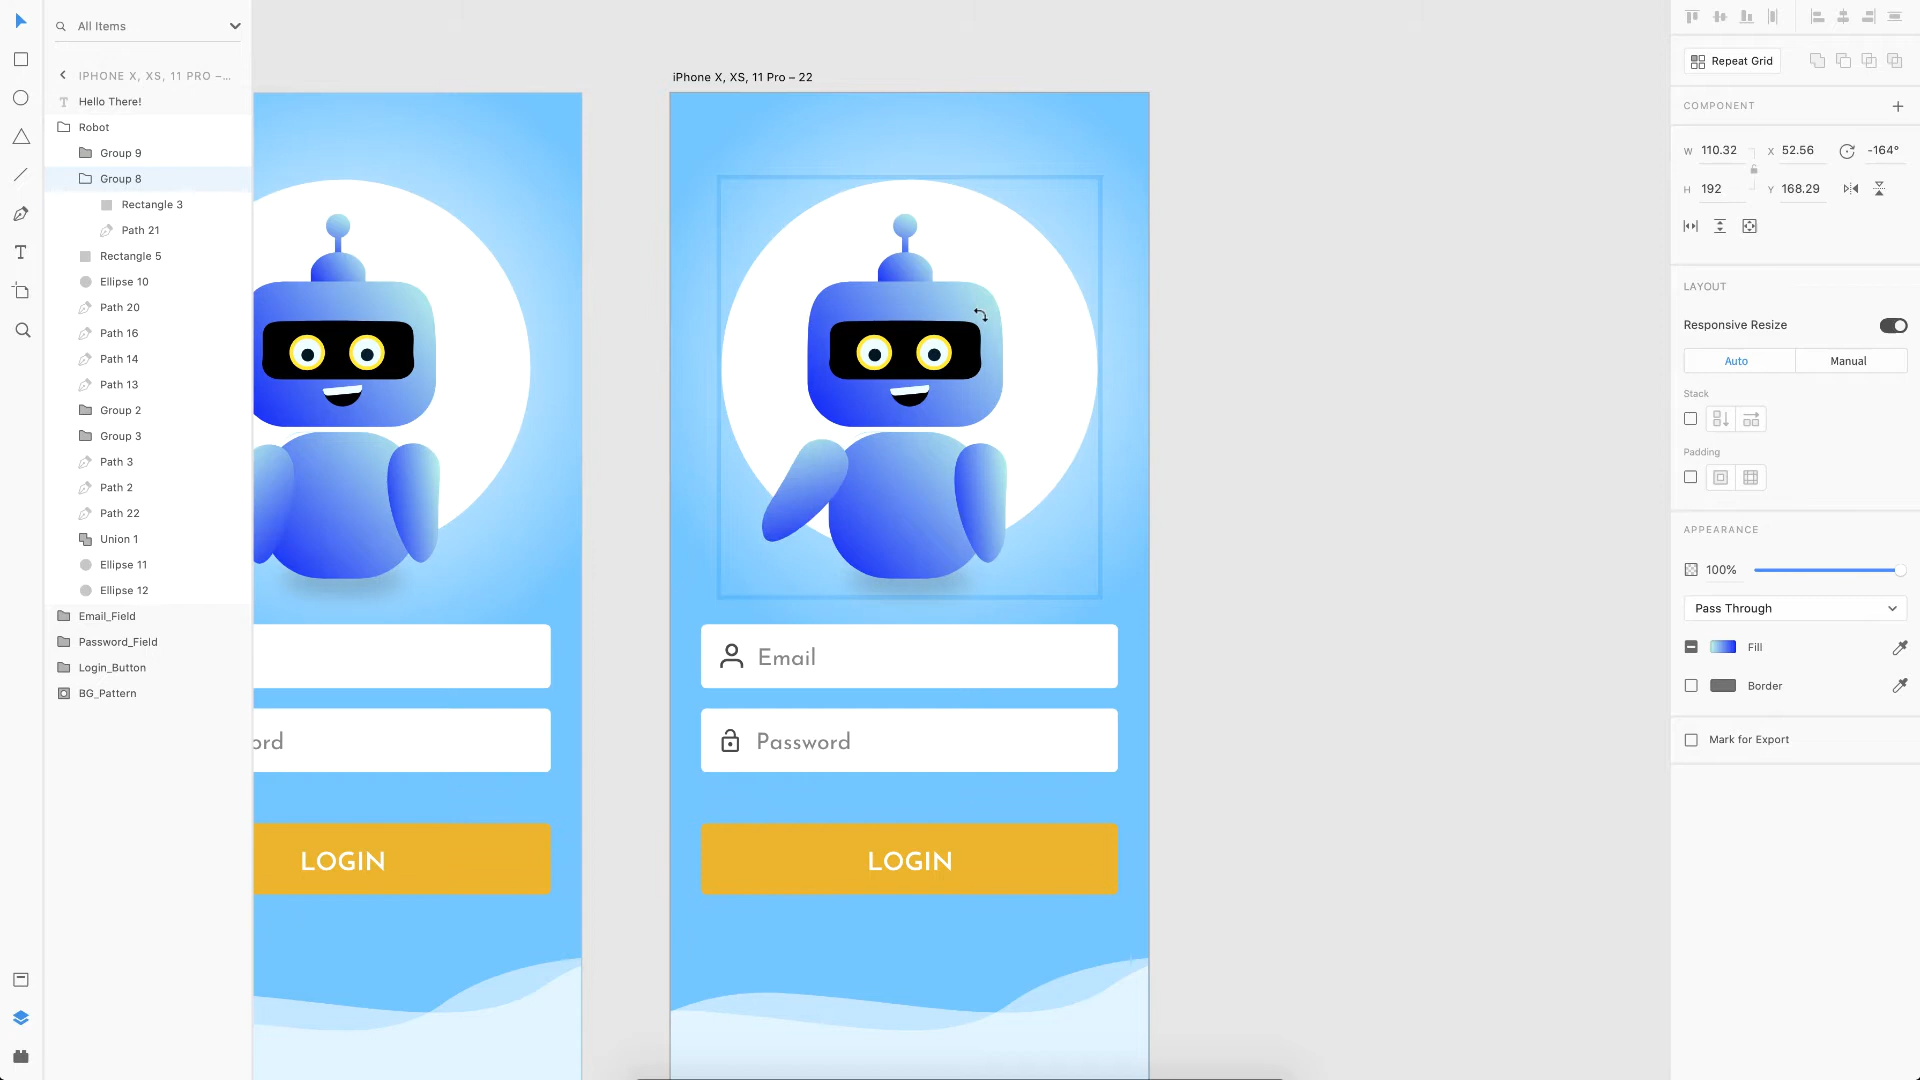 All Items
IPHONE X, XS, 11 PRO –...
Hello There!
Robot
Group 9
Group 8
Rectangle 3
Path 21
Rectangle 5
Ellipse 10
Path 20
Path 16
Path 14
Path 13
Group 2
Group 3
Path 3
Path 2
Path 22
Union 1
Ellipse 11
Ellipse 12
Email_Field
Password_Field
Login_Button
BG_Pattern
ord
LOGIN
iPhone X, XS, 11 Pro – 22
Email
Password
LOGIN
Repeat Grid
COMPONENT
W 110.32 X 52.56 -164°
H 192 Y 168.29
LAYOUT
Responsive Resize
Auto Manual
Stack
Padding
APPEARANCE
100%
Pass Through
Fill
Border
Mark for Export